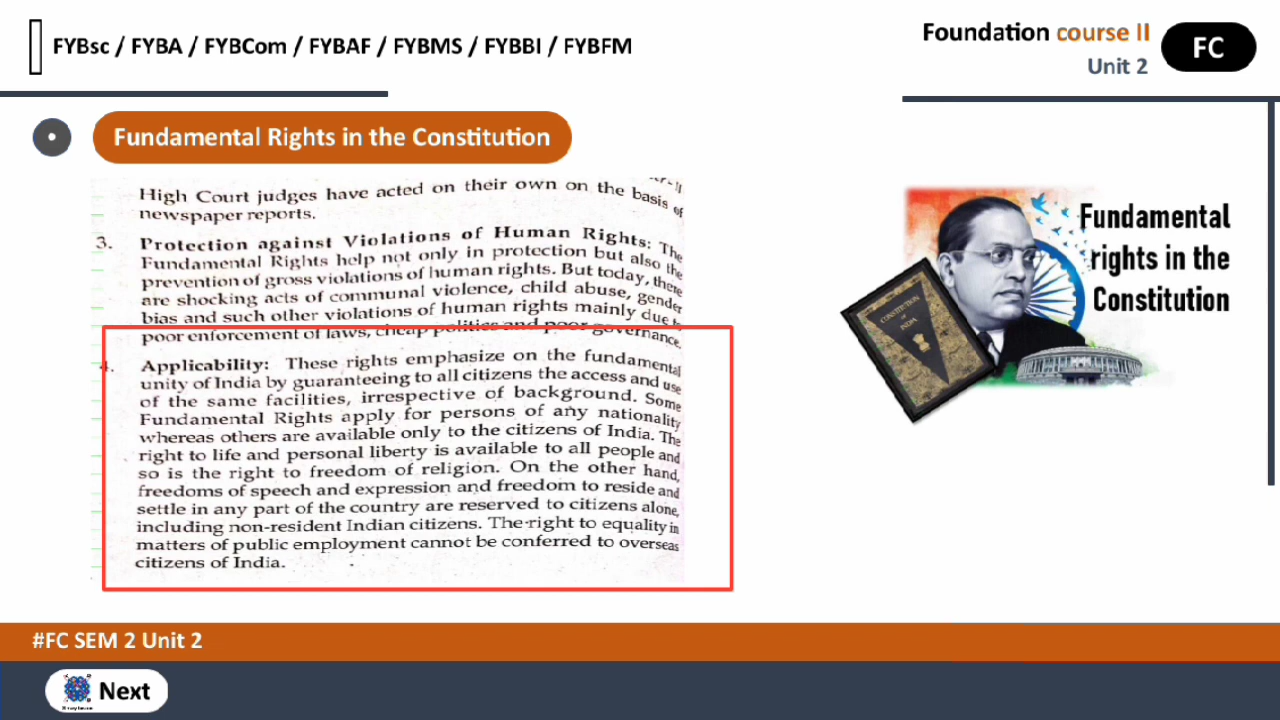 FYBsc / FYBA / FYBCom / FYBAF / FYBMS / FYBBI / FYBFM
Foundation course II
Unit 2
FC
Fundamental Rights in the Constitution
High Court judges have acted on their own on the basis of
newspaper reports.
3. Protection against Violations of Human Rights: The
Fundamental Rights help not only in protection but also the
prevention of gross violations of human rights. But today, there
are shocking acts of communal violence, child abuse, gender
bias and such other violations of human rights mainly due to
poor enforcement of laws, cheap politics and poor governance.
4. Applicability: These rights emphasize on the fundamental
unity of India by guaranteeing to all citizens the access and use
of the same facilities, irrespective of background. Some
Fundamental Rights apply for persons of any nationality
whereas others are available only to the citizens of India. The
right to life and personal liberty is available to all people and
so is the right to freedom of religion. On the other hand,
freedoms of speech and expression and freedom to reside and
settle in any part of the country are reserved to citizens alone,
including non-resident Indian citizens. The right to equality in
matters of public employment cannot be conferred to overseas
citizens of India.
Fundamental
rights in the
Constitution
CONSTITUTION
of
INDIA
#FC SEM 2 Unit 2
Next